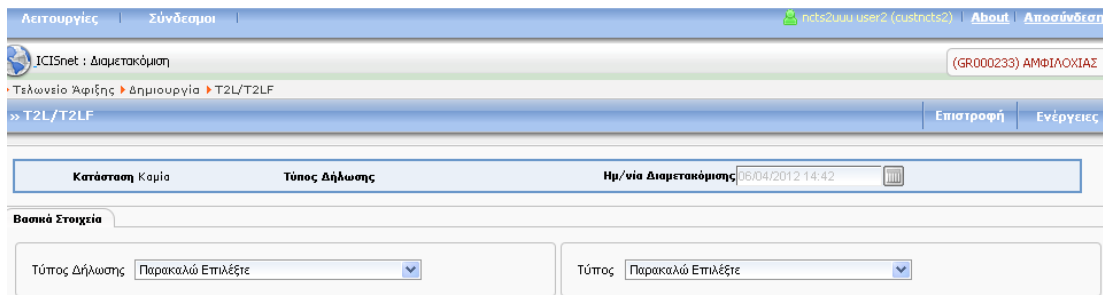 Λειτουργίες | Σύνδεσμοι | ncts2uuu user2 (custncts2) | About | Αποσύνδεση
ICISnet : Διαμετακόμιση (GR000233) ΑΜΦΙΛΟΧΙΑΣ
Τελωνείο Άφιξης Δημιουργία T2L/T2LF
» T2L/T2LF Επιστροφή Ενέργειες
Κατάσταση Καμία Τύπος Δήλωσης Ημ/νία Διαμετακόμισης 06/04/2012 14:42
Βασικά Στοιχεία
Τύπος Δήλωσης Παρακαλώ Επιλέξτε Τύπος Παρακαλώ Επιλέξτε